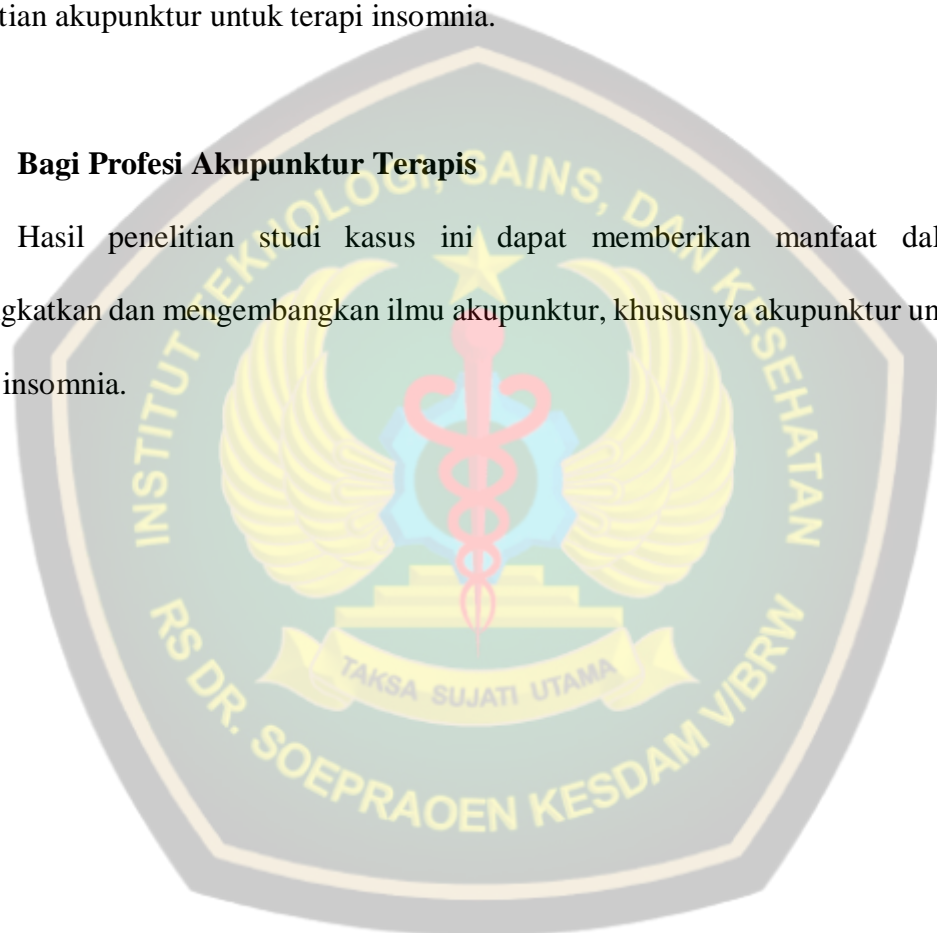 tian akupunktur untuk terapi insomnia.
Bagi Profesi Akupunktur Terapis
Hasil penelitian studi kasus ini dapat memberikan manfaat dal
gkatkan dan mengembangkan ilmu akupunktur, khususnya akupunktur un
insomnia.
INSTITUT TEKNOLOGI, SAINS, DAN KESEHATAN
TAKSA SUJATI UTAMA
RS DR. SOEPRAOEN KESDAM V/BRW